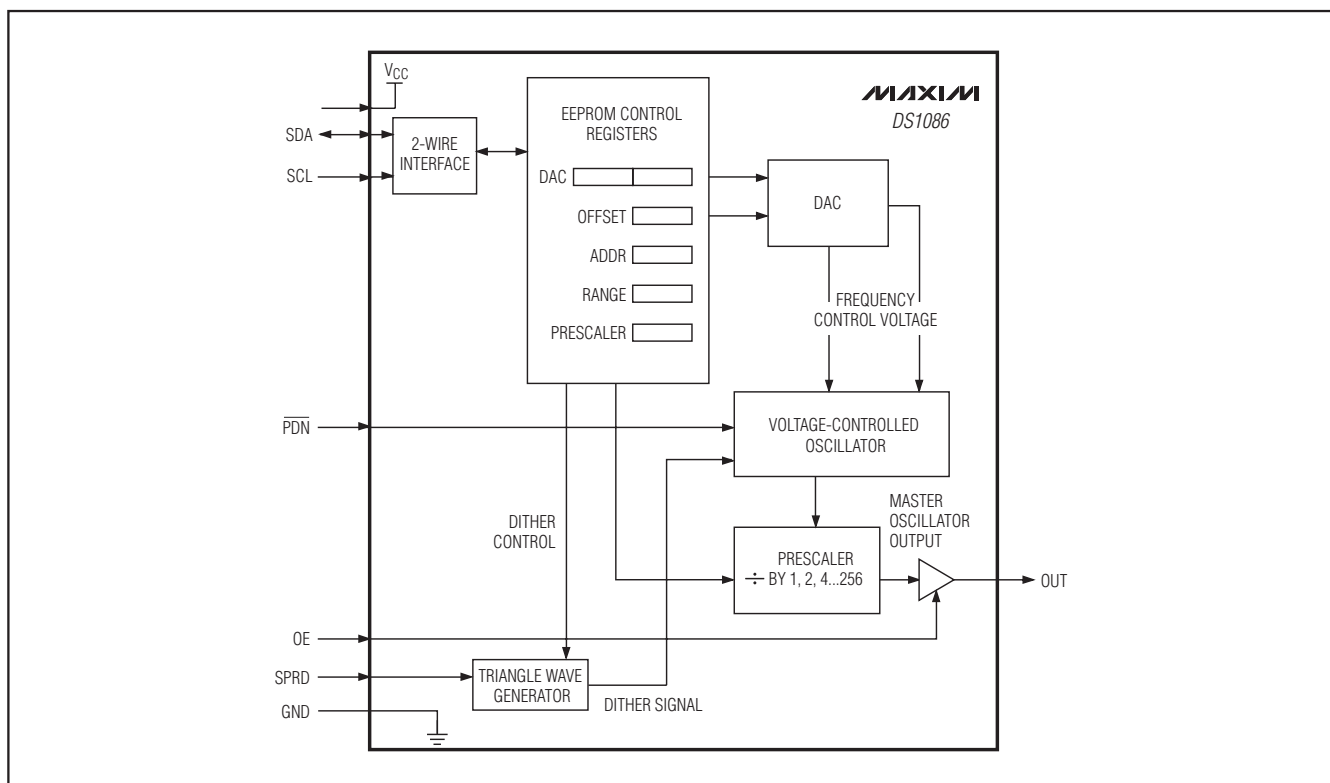 VCC
MAXIM
DS1086
SDA
SCL
2-WIRE
INTERFACE
EEPROM CONTROL
REGISTERS
DAC
OFFSET
ADDR
RANGE
PRESCALER
DAC
FREQUENCY
CONTROL VOLTAGE
PDN
VOLTAGE-CONTROLLED
OSCILLATOR
DITHER
CONTROL
MASTER
OSCILLATOR
OUTPUT
PRESCALER
÷ BY 1, 2, 4...256
OUT
OE
SPRD
GND
TRIANGLE WAVE
GENERATOR
DITHER SIGNAL